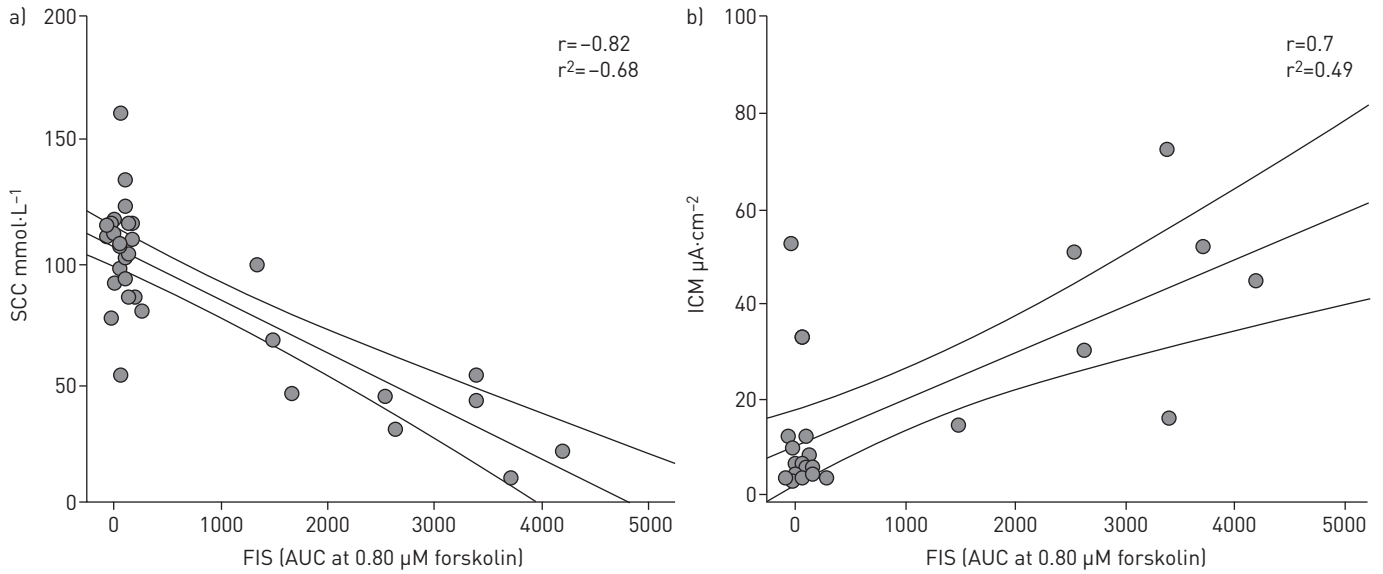 a)
r=–0.82
r²=–0.68
SCC mmol·L⁻¹
200
150
100
50
0
0 1000 2000 3000 4000 5000
FIS (AUC at 0.80 µM forskolin)
b)
r=0.7
r²=0.49
ICM µA·cm⁻²
100
80
60
40
20
0
0 1000 2000 3000 4000 5000
FIS (AUC at 0.80 µM forskolin)